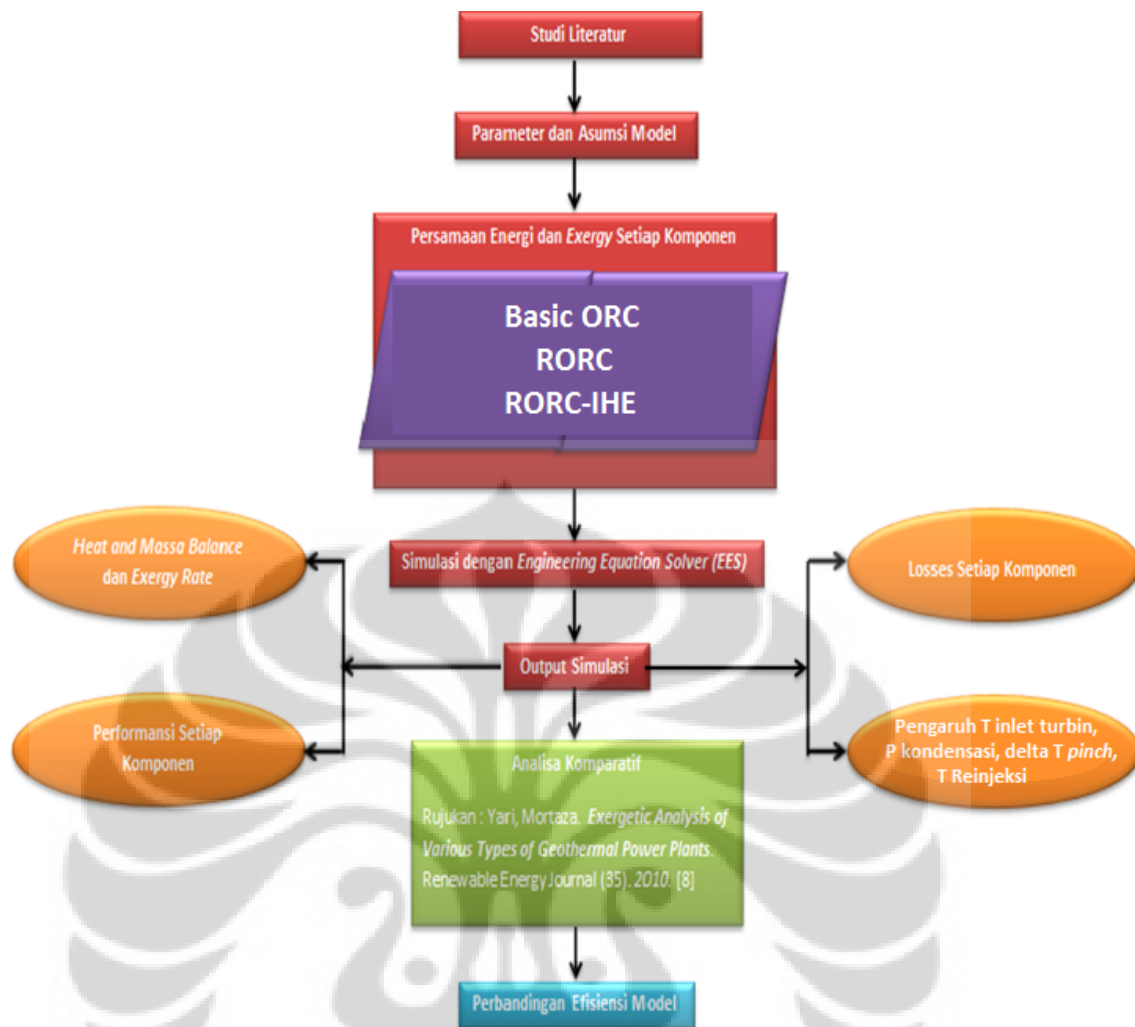 Studi Literatur
Parameter dan Asumsi Model
Persamaan Energi dan Exergy Setiap Komponen
Basic ORC
RORC
RORC-IHE
Heat and Massa Balance
dan Exergy Rate
Simulasi dengan Engineering Equation Solver (EES)
Losses Setiap Komponen
Output Simulasi
Performansi Setiap
Komponen
Pengaruh T inlet turbin,
P kondensasi, delta T pinch,
T Reinjeksi
Analisa Komparatif
Rujukan : Yari, Mortaza. Exergetic Analysis of
Various Types of Geothermal Power Plants.
Renewable Energy Journal (35). 2010. [8]
Perbandingan Efisiensi Model